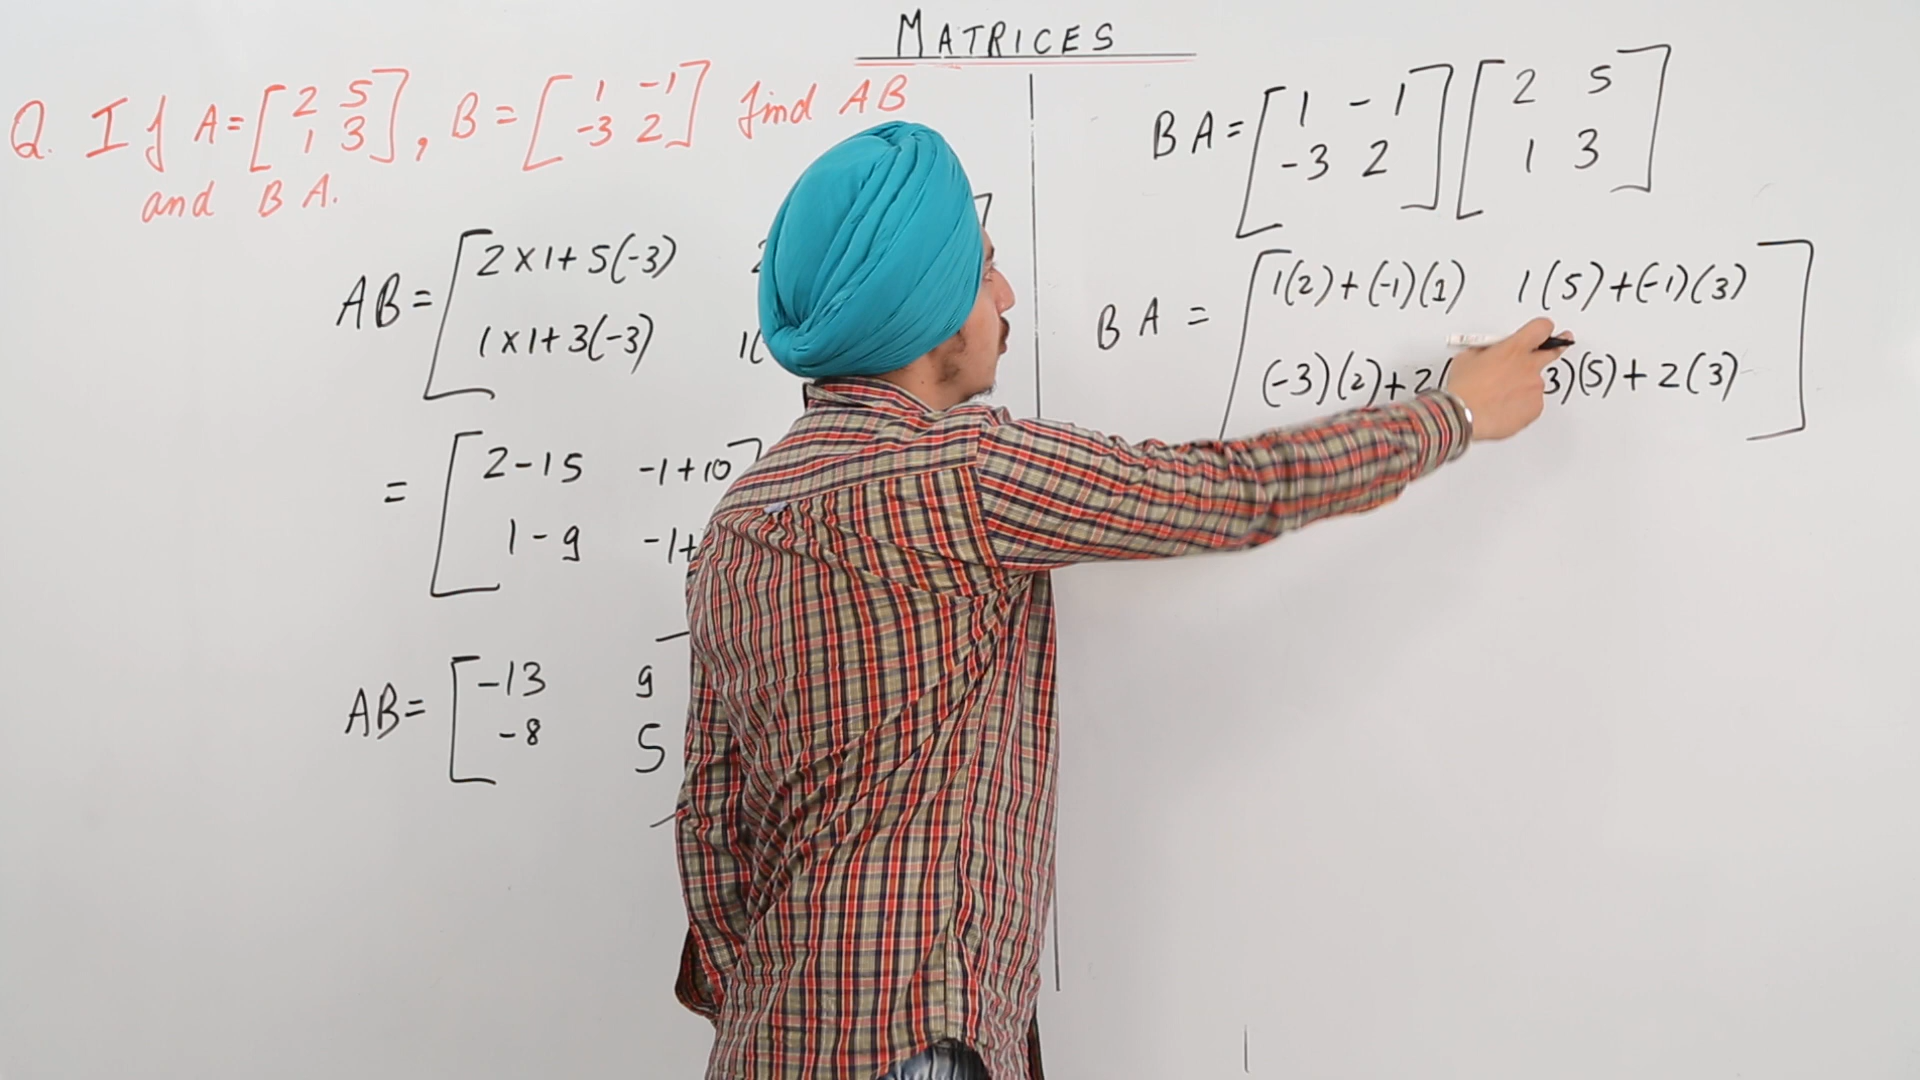 MATRICES
Q. If A = [2 5
1 3], B = [1 -1
-3 2] find AB
and BA.
AB = [2×1+5(-3)
1×1+3(-3) 1(
= [2-15 -1+10]
1-9 -1+
AB = [-13 9
-8 5
BA = [1 -1
-3 2] [2 5
1 3]
BA = [1(2)+(-1)(1) 1(5)+(-1)(3)
(-3)(2)+2( 3)(5)+2(3)]